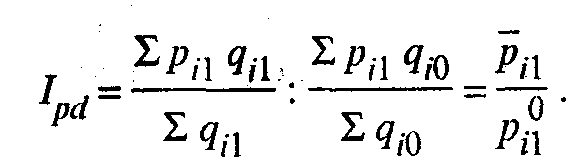 I_{pd} = \frac{\Sigma p_{i1} q_{i1}}{\Sigma q_{i1}} : \frac{\Sigma p_{i1} q_{i0}}{\Sigma q_{i0}} = \frac{\bar{p}_{i1}}{p_{i1}^{0}} .